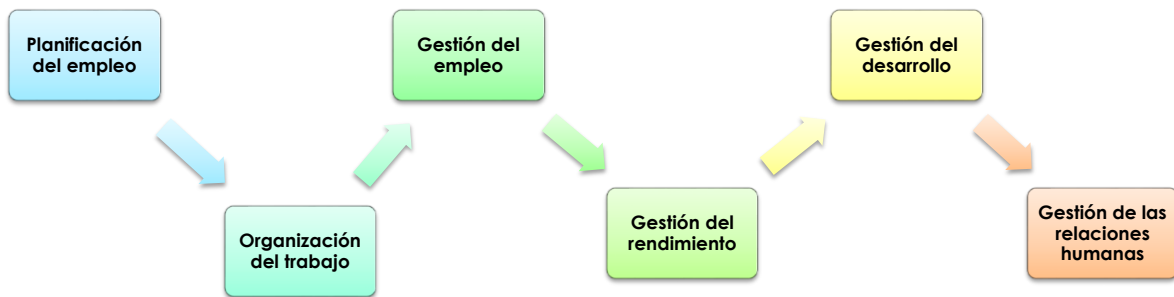 Planificación
del empleo
Organización
del trabajo
Gestión del
empleo
Gestión del
rendimiento
Gestión del
desarrollo
Gestión de las
relaciones
humanas